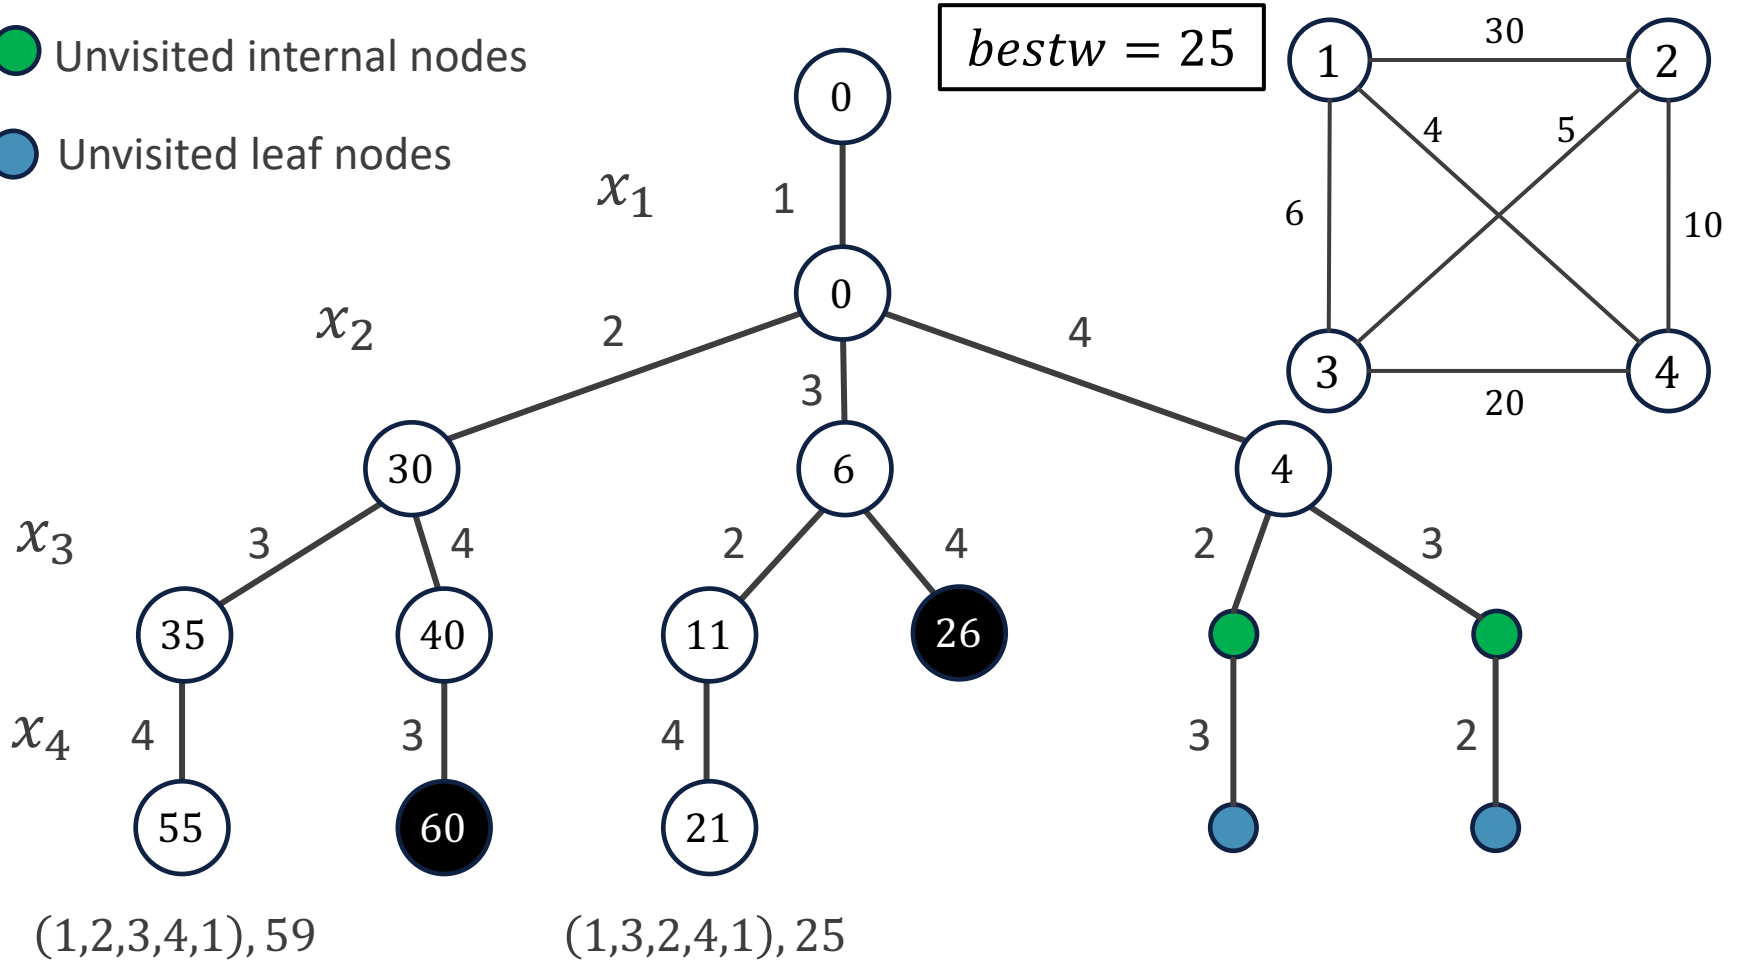 Unvisited internal nodes
Unvisited leaf nodes
bestw = 25
1 30 2
4 5
6 10
3 20 4
0
x₁ 1
0
x₂ 2 3 4
30 6 4
x₃ 3 4 2 4 2 3
35 40 11 26
x₄ 4 3 4 3 2
55 60 21
(1,2,3,4,1), 59 (1,3,2,4,1), 25